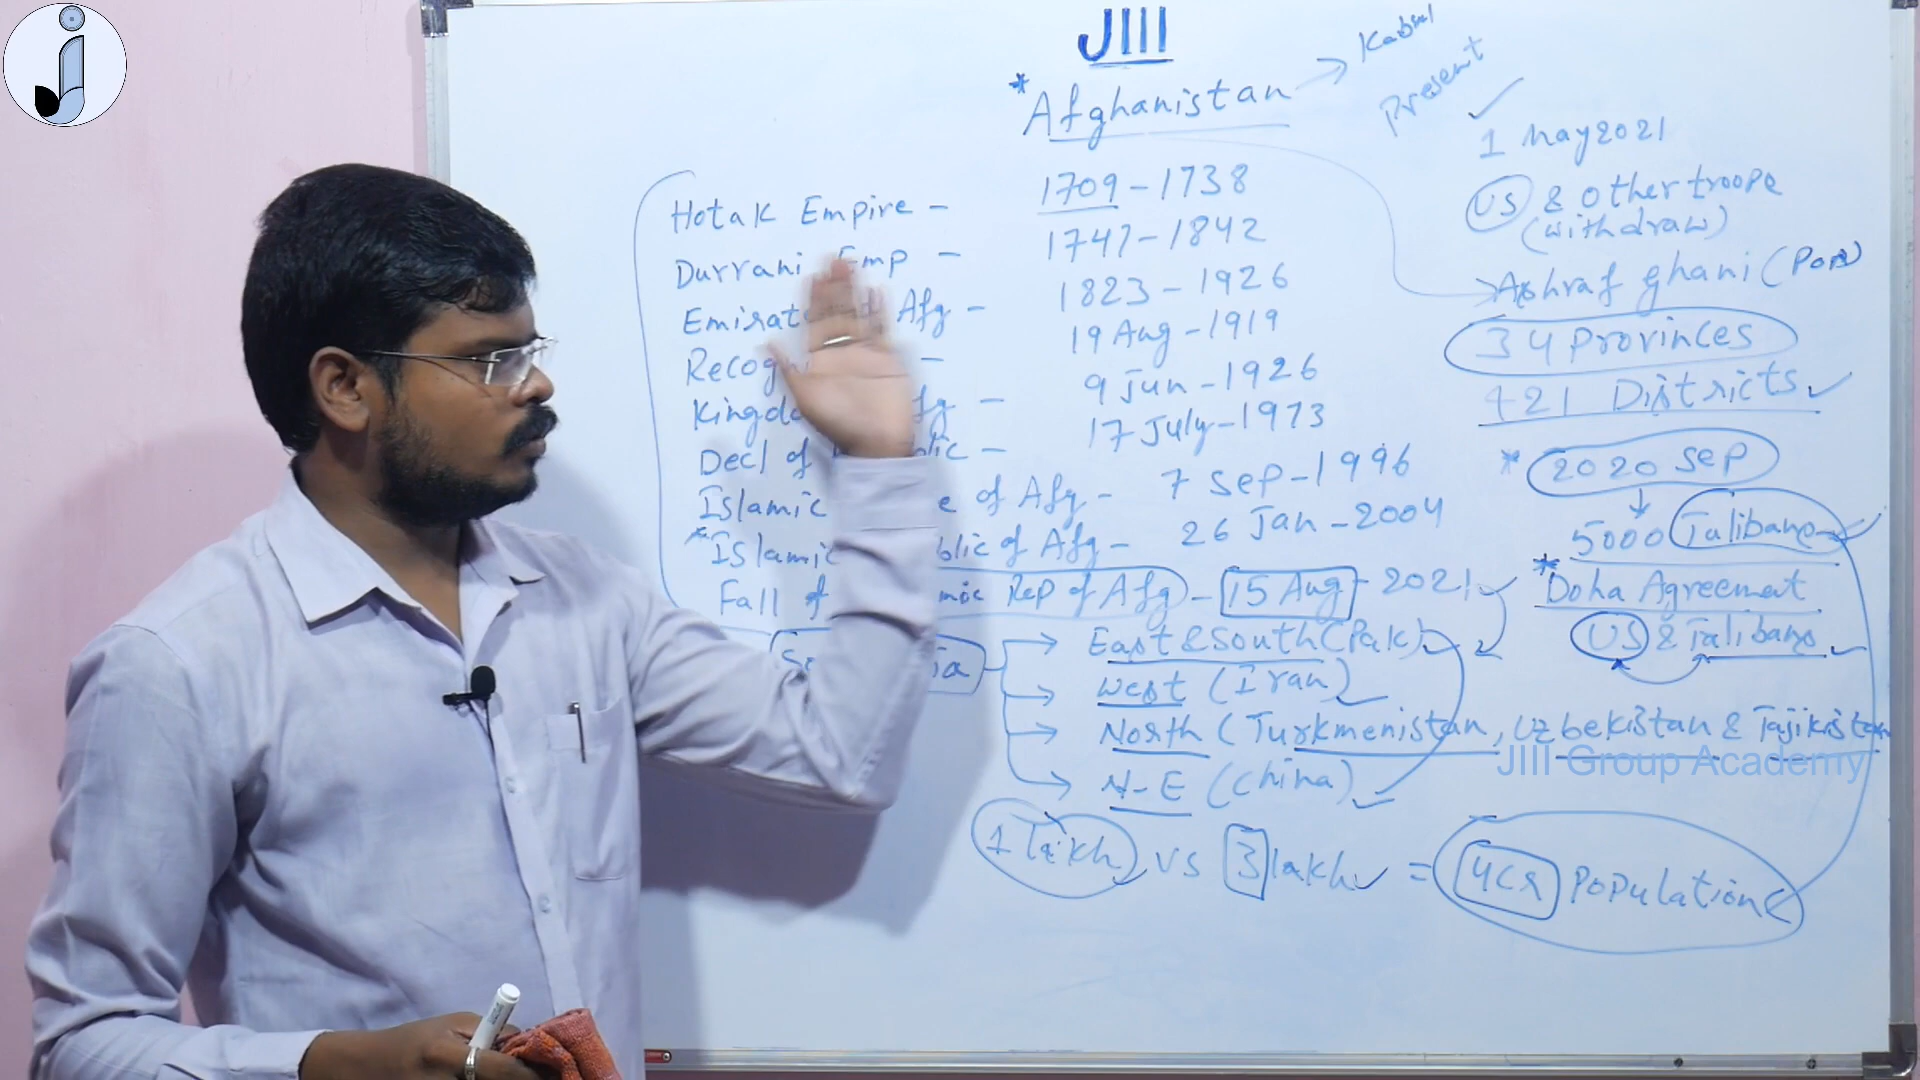 JIII
* Afghanistan → Kabul
Present
Hotak Empire - 1709 - 1738
Durrani Emp - 1747 - 1842
Emirate Afg - 1823 - 1926
19 Aug - 1919
9 Jun - 1926
Decl of - 17 July - 1973
Islamic of Afg - 7 Sep - 1996
* Islamic of Afg - 26 Jan - 2004
Fall of Rep of Afg - 15 Aug - 2021
→ East & South (Pak)
→ West (Iran)
→ North (Turkmenistan, Uzbekistan & Tajikistan
→ N-E (China)
1 lakh vs 3 lakh = 4cr Population
1 May 2021
US & other troops
(withdraw)
Ashraf ghani (
34 Provinces
421 Districts
* 2020 Sep
↓
5000 Talibans
* Doha Agreement
US & Talibans
JIII Group Academy